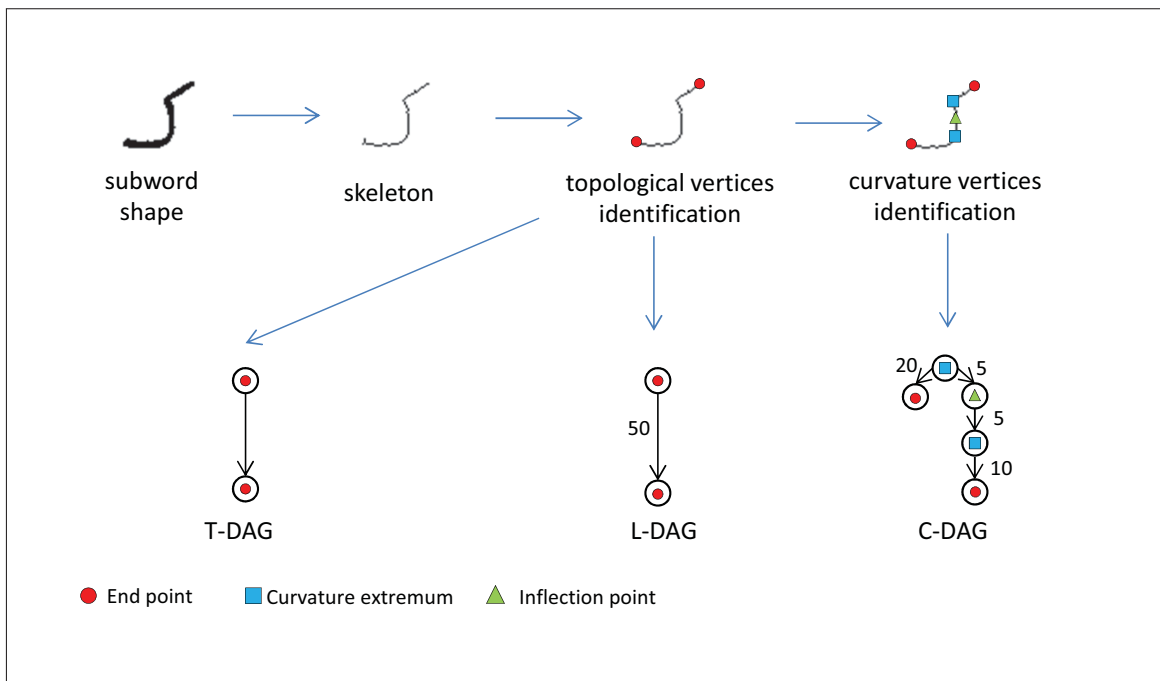 subword
shape
skeleton
topological vertices
identification
curvature vertices
identification
20
5
50
5
10
T-DAG
L-DAG
C-DAG
End point
Curvature extremum
Inflection point